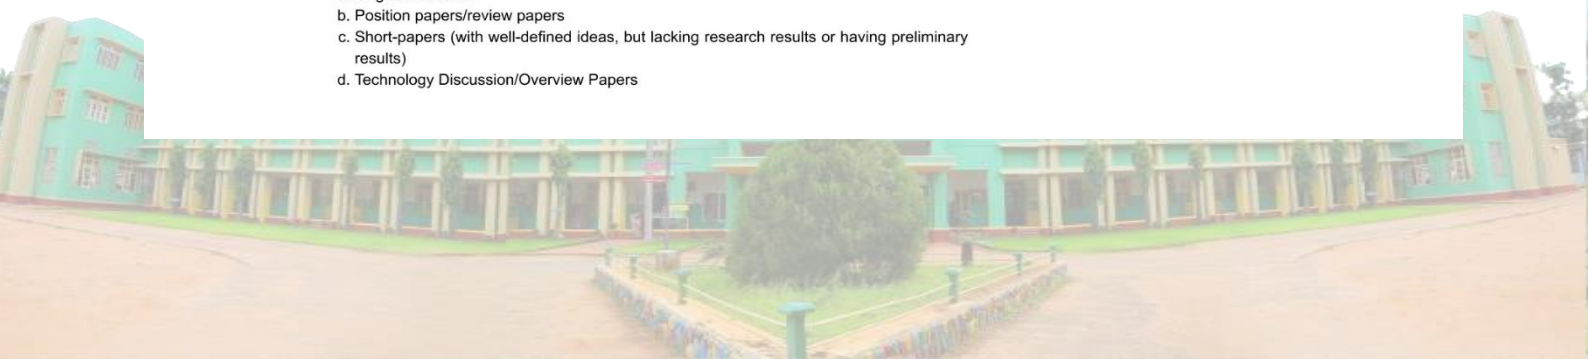 b. Position papers/review papers
c. Short-papers (with well-defined ideas, but lacking research results or having preliminary
results)
d. Technology Discussion/Overview Papers